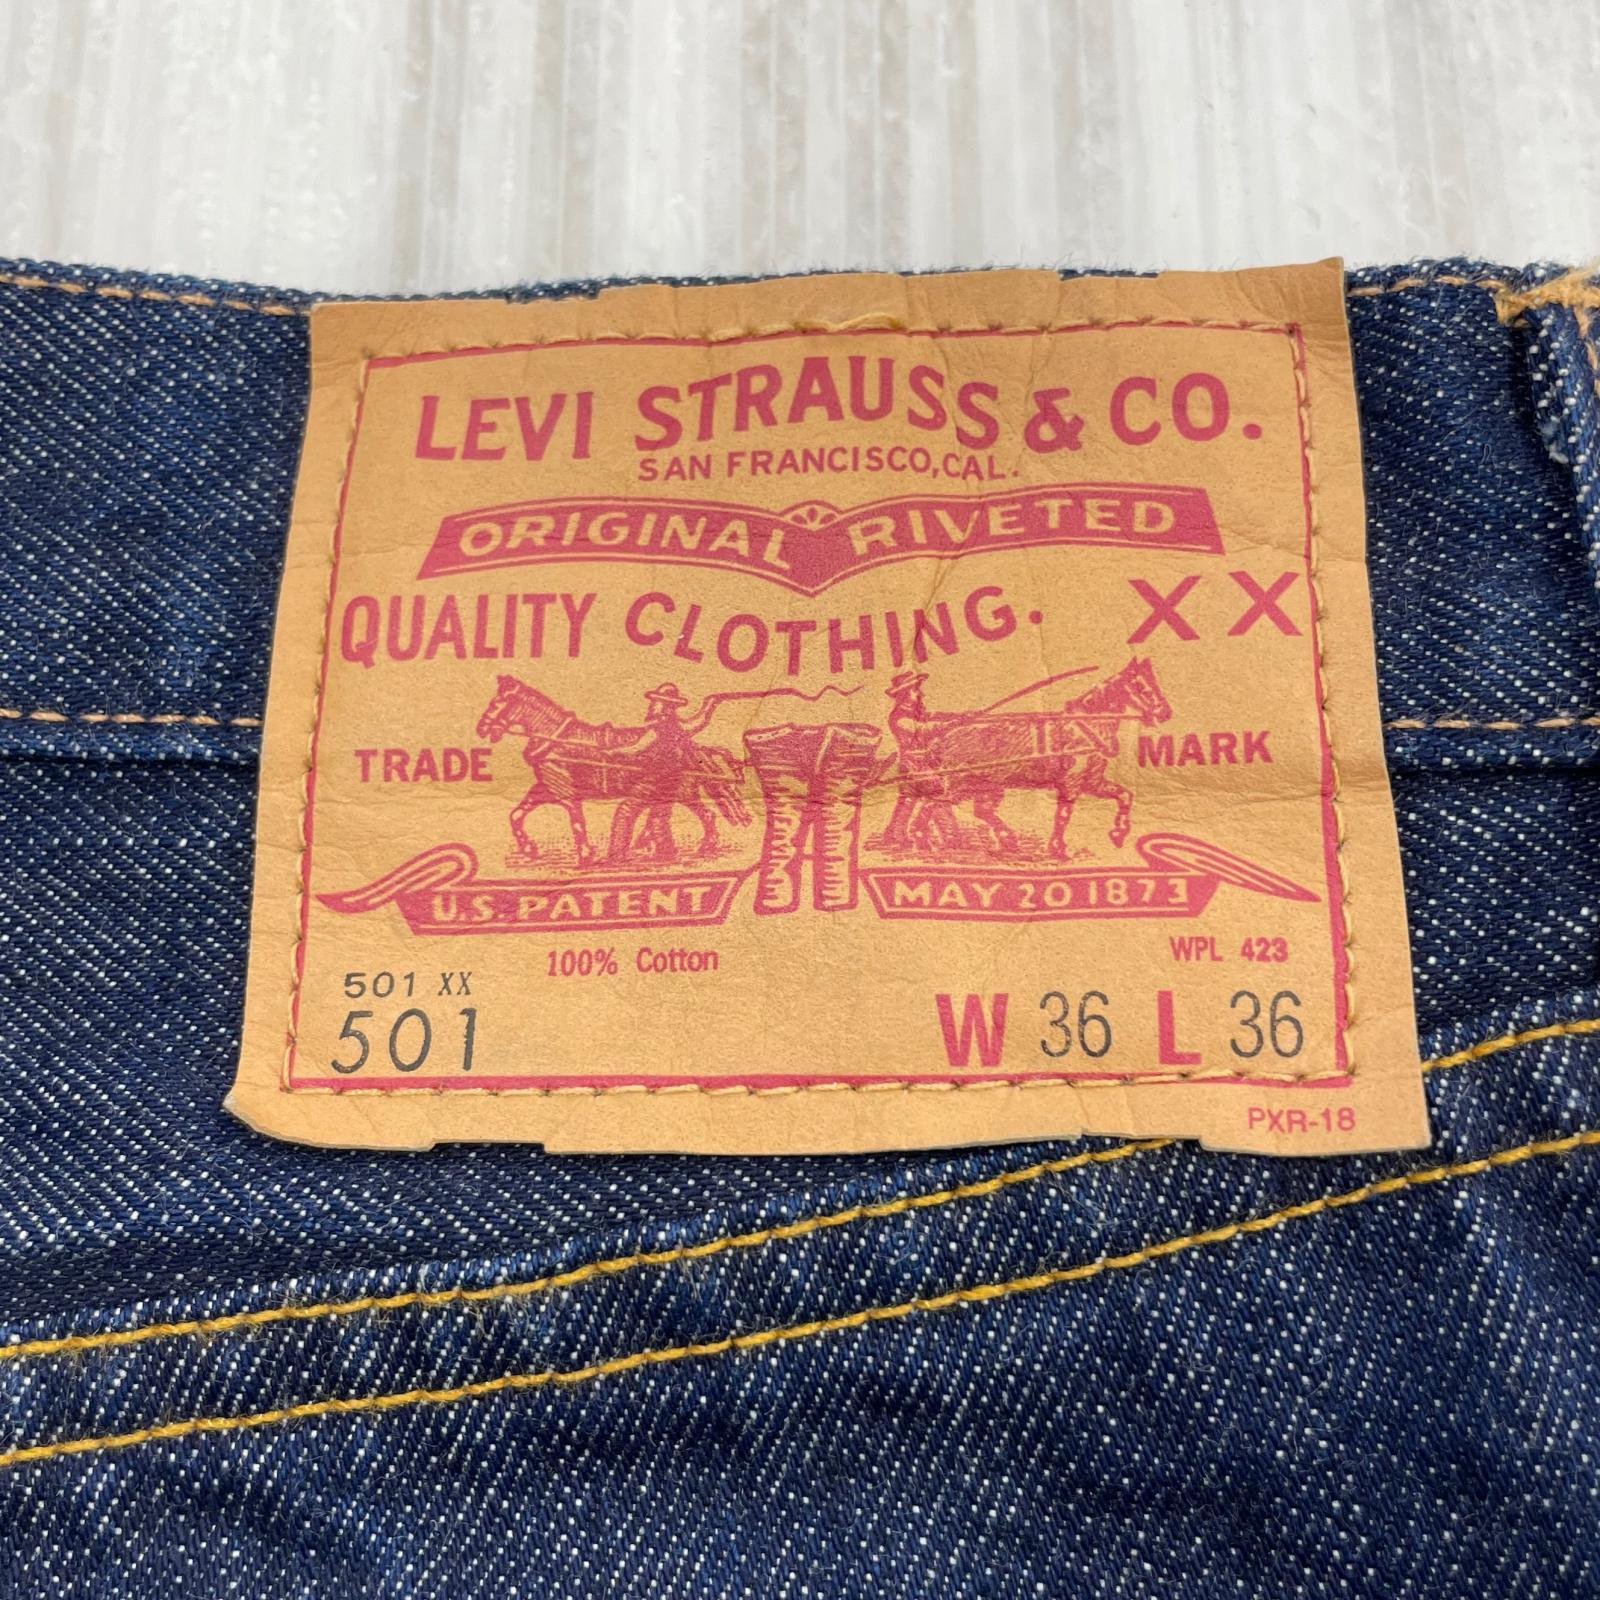 LEVI STRAUSS & CO.
SAN FRANCISCO, CAL.
ORIGINAL RIVETED
QUALITY CLOTHING. XX
TRADE MARK
U.S. PATENT MAY 20 1873
100% Cotton WPL 423
501 XX
501 W 36 L 36
PXR-18